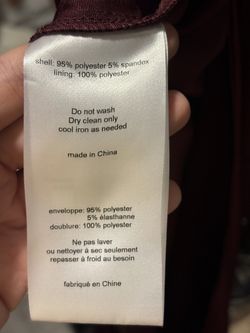 shell: 95% polyester 5% spandex
lining: 100% polyester
Do not wash
Dry clean only
cool iron as needed
made in China
enveloppe: 95% polyester
5% élasthanne
doublure: 100% polyester
Ne pas laver
ou nettoyer à sec seulement
repasser à froid au besoin
fabriqué en Chine